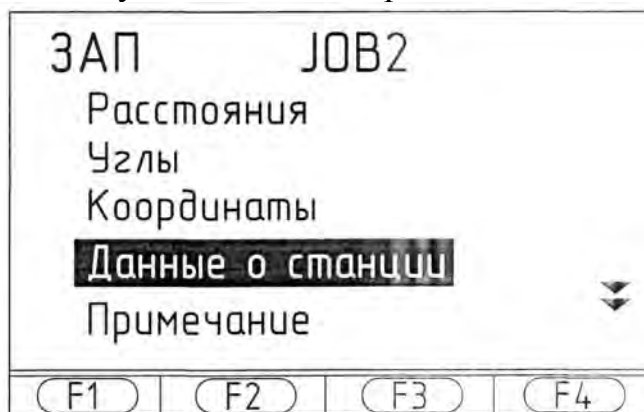 ЗАП JOB2
Расстояния
Углы
Координаты
Данные о станции
Примечание
F1 F2 F3 F4